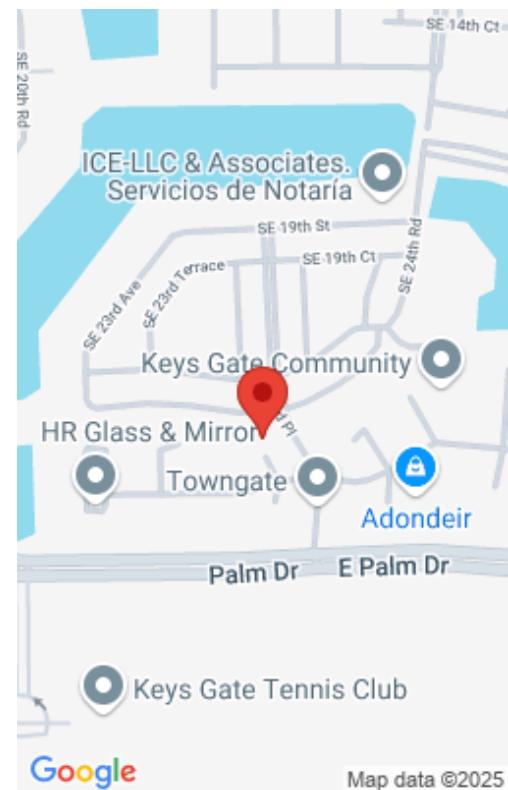 SE 14th Ct
SE 20th Rd
ICE-LLC & Associates.
Servicios de Notaría
SE 19th St
SE 19th Ct
SE 24th Rd
SE 23rd Terrace
SE 23rd Ave
Keys Gate Community
d Pl
HR Glass & Mirror
Towngate
Adondeir
Palm Dr
E Palm Dr
Keys Gate Tennis Club
Google
Map data ©2025